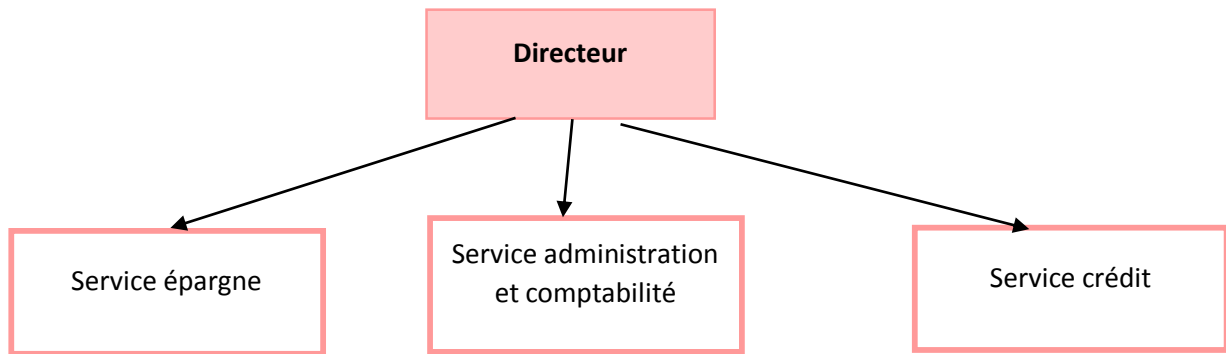 Directeur
Service épargne
Service administration
et comptabilité
Service crédit